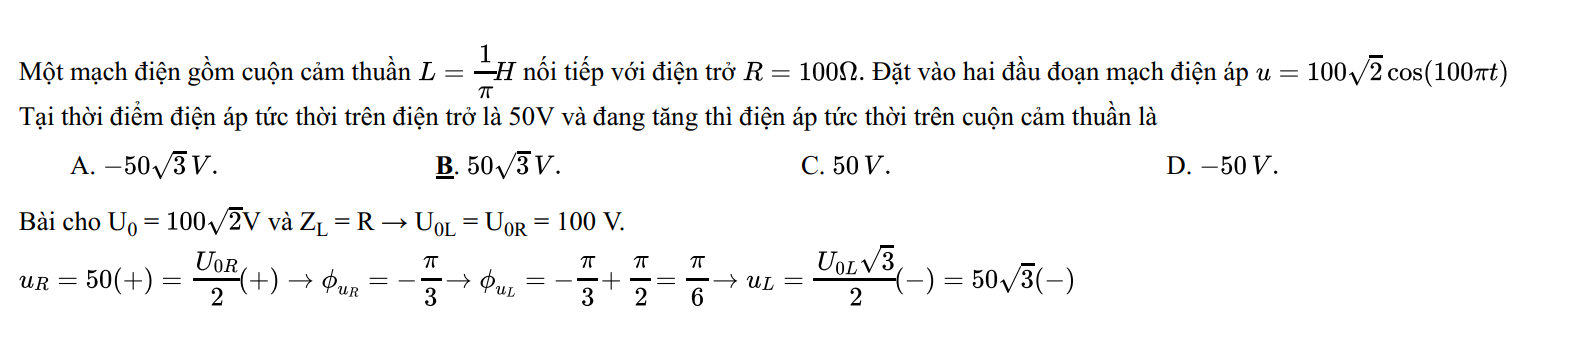 Một mạch điện gồm cuộn cảm thuần $L = \frac{1}{\pi}H$ nối tiếp với điện trở $R = 100\Omega$. Đặt vào hai đầu đoạn mạch điện áp $u = 100\sqrt{2}\cos(100\pi t)$
Tại thời điểm điện áp tức thời trên điện trở là 50V và đang tăng thì điện áp tức thời trên cuộn cảm thuần là
A. $-50\sqrt{3}\,V.$ B. $50\sqrt{3}\,V.$ C. $50\,V.$ D. $-50\,V.$
Bài cho U₀ = $100\sqrt{2}$V và Z_L = R → U_{0L} = U_{0R} = 100 V.
$u_R = 50(+) = \frac{U_{0R}}{2}(+) \rightarrow \phi_{u_R} = -\frac{\pi}{3} \rightarrow \phi_{u_L} = -\frac{\pi}{3} + \frac{\pi}{2} = \frac{\pi}{6} \rightarrow u_L = \frac{U_{0L}\sqrt{3}}{2}(-) = 50\sqrt{3}(-)$